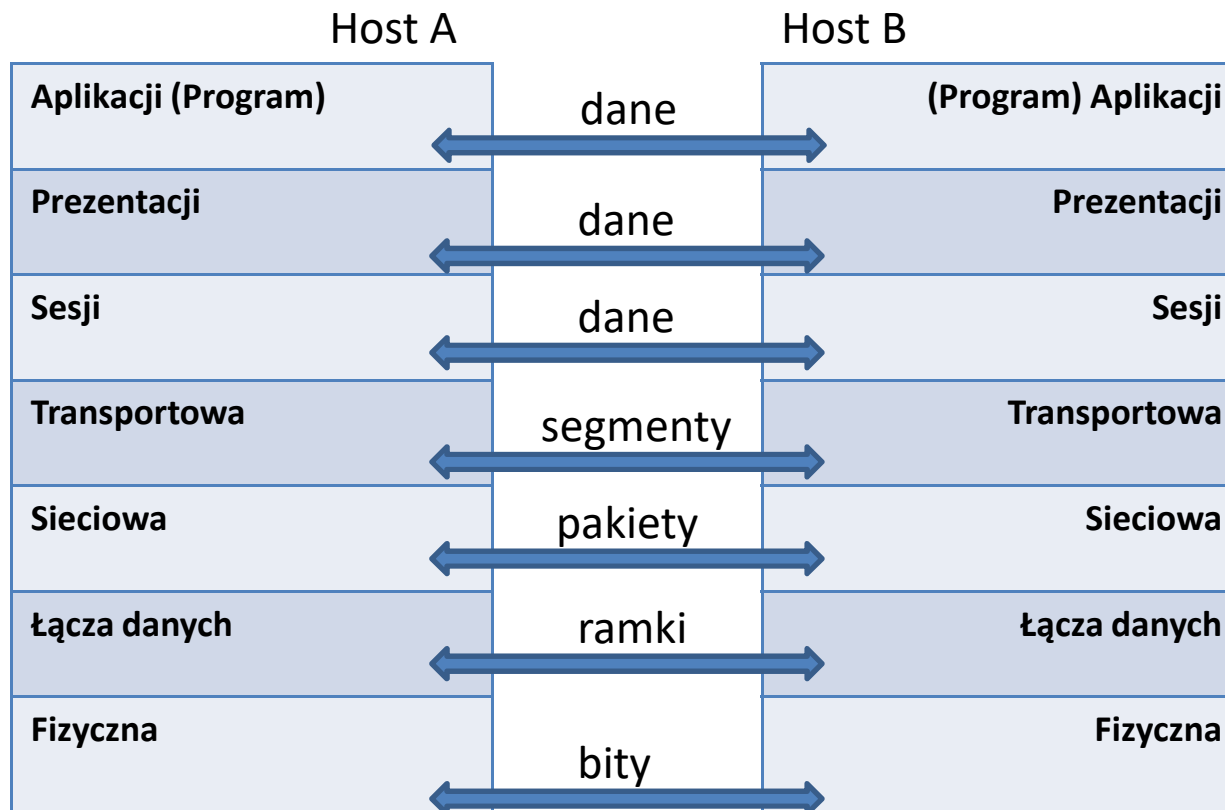 Host A Host B
Aplikacji (Program) dane (Program) Aplikacji
Prezentacji dane Prezentacji
Sesji dane Sesji
Transportowa segmenty Transportowa
Sieciowa pakiety Sieciowa
Łącza danych ramki Łącza danych
Fizyczna bity Fizyczna